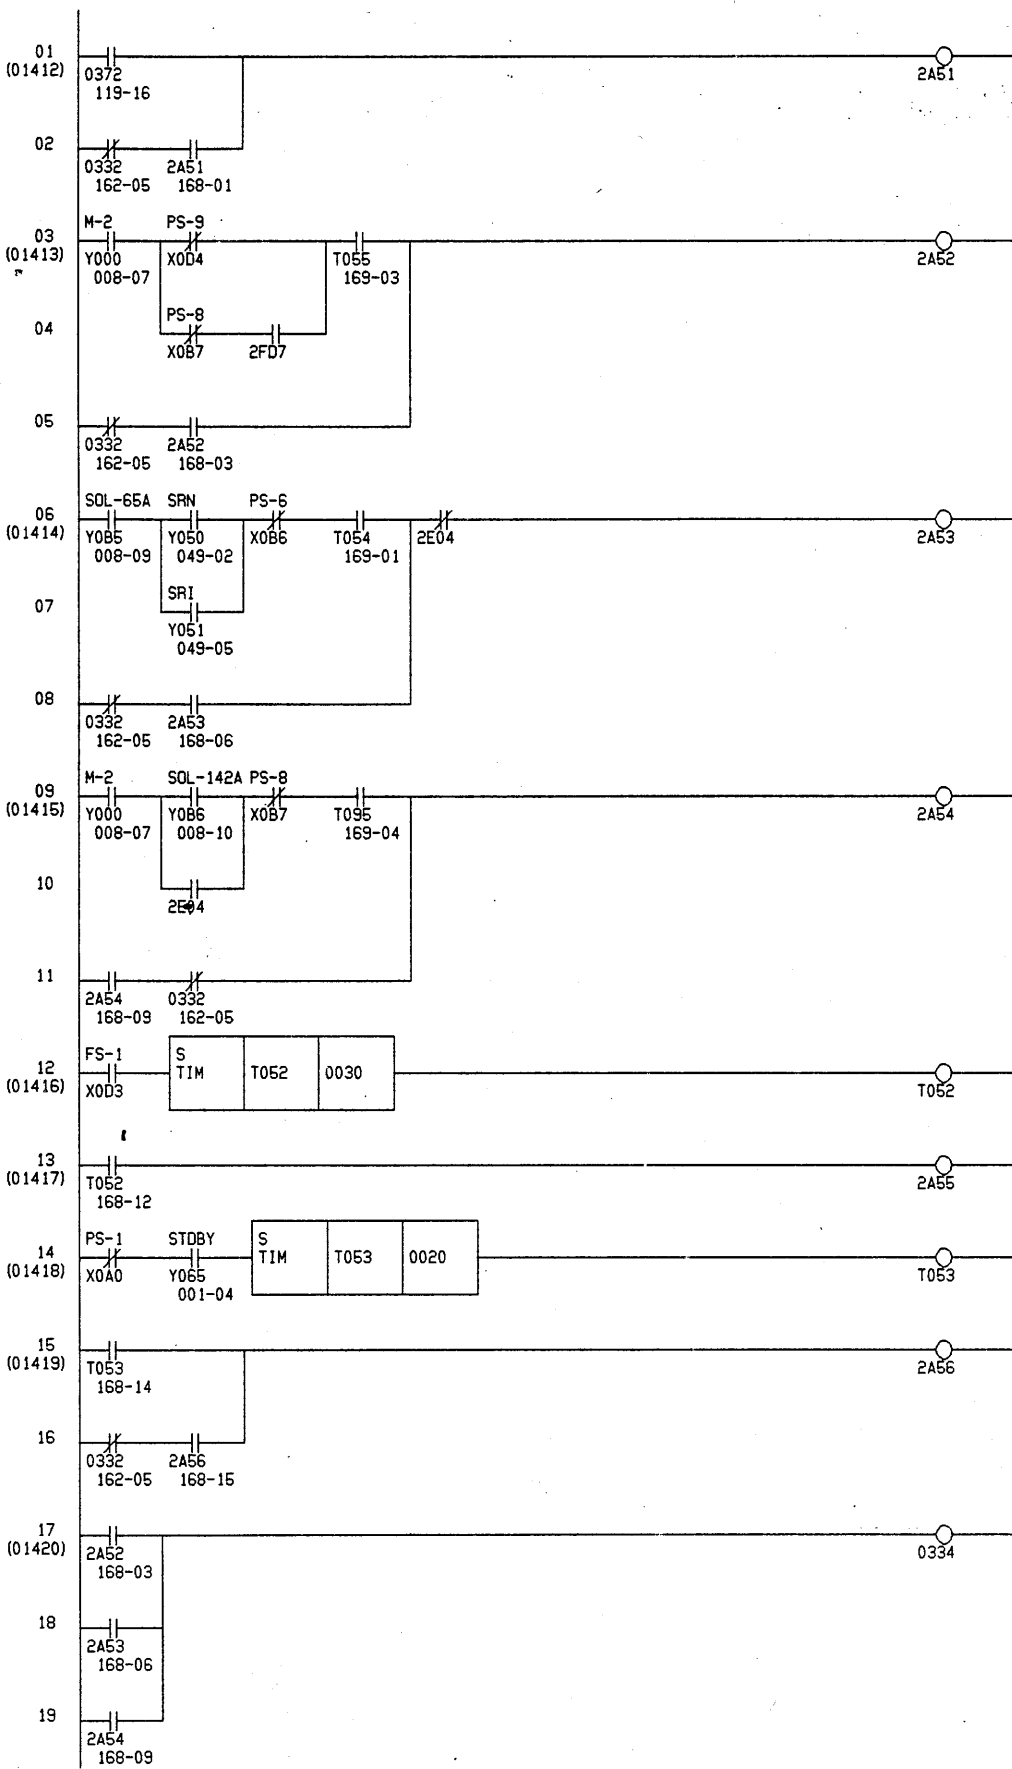 01
(01412)
0372
119-16
2A51
02
0332
162-05
2A51
168-01
M-2
PS-9
03
(01413)
Y000
008-07
X0D4
T055
169-03
2A52
PS-8
04
X0B7
2FD7
05
0332
162-05
2A52
168-03
SOL-65A
SRN
PS-6
06
(01414)
Y0B5
008-09
Y050
049-02
X0B6
T054
169-01
2E04
2A53
SRI
07
Y051
049-05
08
0332
162-05
2A53
168-06
M-2
SOL-142A
PS-8
09
(01415)
Y000
008-07
Y0B6
008-10
X0B7
T095
169-04
2A54
10
2E04
11
2A54
168-09
0332
162-05
FS-1
12
(01416)
X0D3
S
TIM
T052
0030
T052
13
(01417)
T052
168-12
2A55
PS-1
STDBY
14
(01418)
X0A0
Y065
001-04
S
TIM
T053
0020
T053
15
(01419)
T053
168-14
2A56
16
0332
162-05
2A56
168-15
17
(01420)
2A52
168-03
0334
18
2A53
168-06
19
2A54
168-09